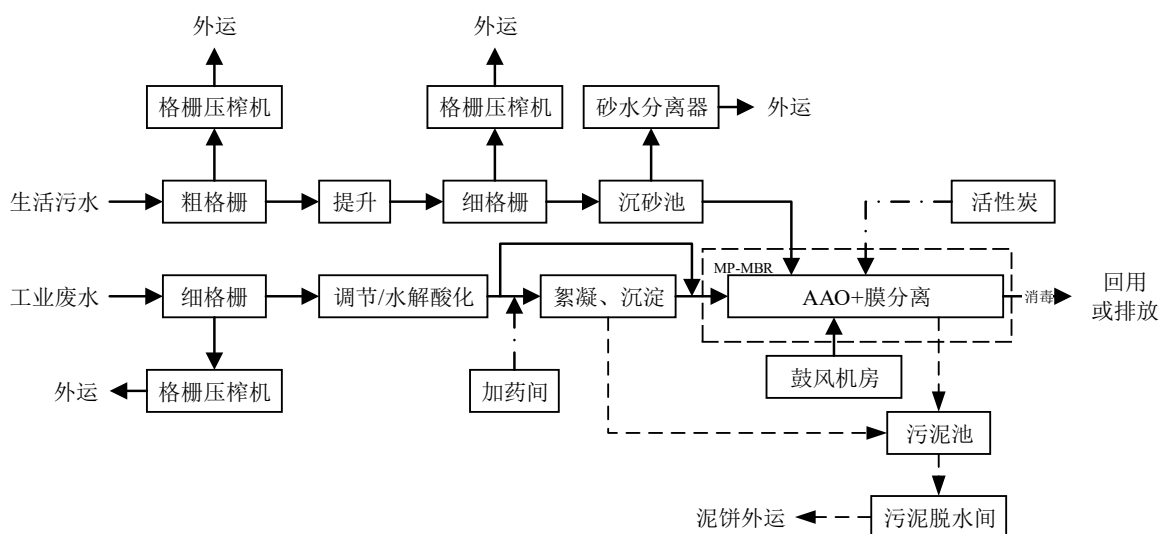 外运
外运
格栅压榨机
格栅压榨机
砂水分离器
外运
生活污水
粗格栅
提升
细格栅
沉砂池
活性炭
MP-MBR
工业废水
细格栅
调节/水解酸化
絮凝、沉淀
AAO+膜分离
消毒
回用
或排放
外运
格栅压榨机
加药间
鼓风机房
污泥池
泥饼外运
污泥脱水间